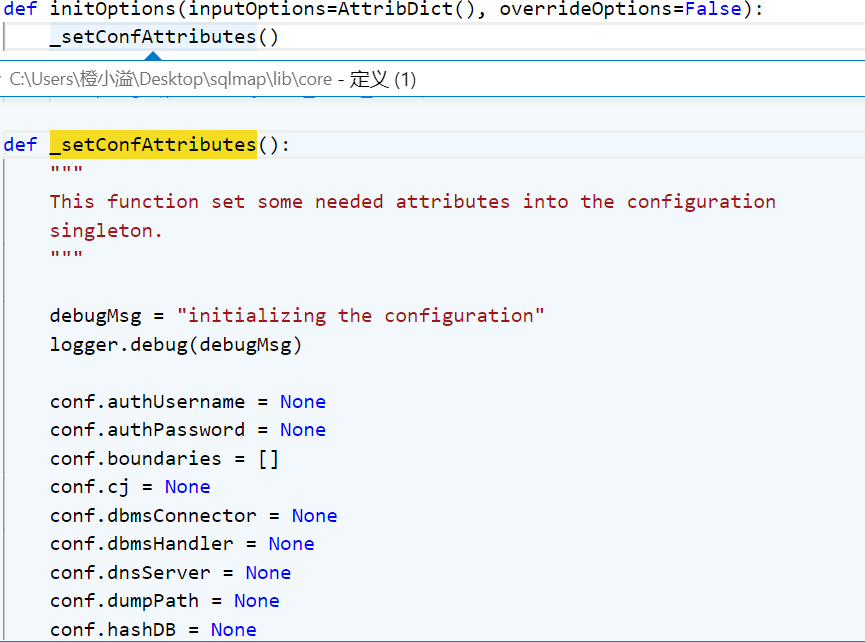 def initOptions(inputOptions=AttribDict(), overrideOptions=False):
_setConfAttributes()
C:\Users\橙小溢\Desktop\sqlmap\lib\core - 定义 (1)
def _setConfAttributes():
"""
This function set some needed attributes into the configuration
singleton.
"""
debugMsg = "initializing the configuration"
logger.debug(debugMsg)
conf.authUsername = None
conf.authPassword = None
conf.boundaries = []
conf.cj = None
conf.dbmsConnector = None
conf.dbmsHandler = None
conf.dnsServer = None
conf.dumpPath = None
conf.hashDB = None